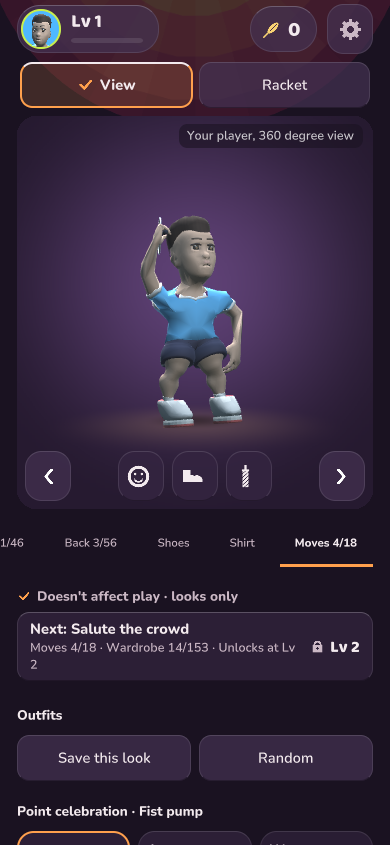 Lv 1
0
View
Racket
Your player, 360 degree view
1/46
Back 3/56
Shoes
Shirt
Moves 4/18
Doesn't affect play · looks only
Next: Salute the crowd
Moves 4/18 · Wardrobe 14/153 · Unlocks at Lv
2
Lv 2
Outfits
Save this look
Random
Point celebration · Fist pump